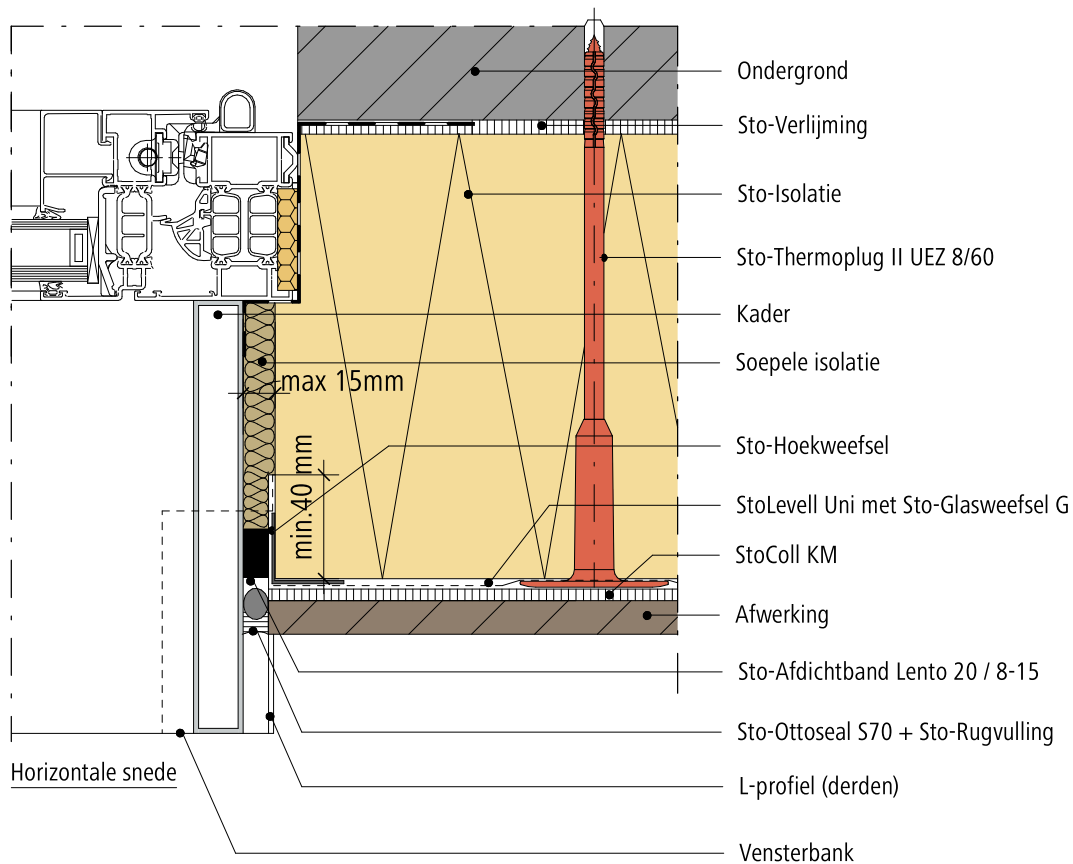 Ondergrond
Sto-Verlijming
Sto-Isolatie
Sto-Thermoplug II UEZ 8/60
Kader
Soepele isolatie
max 15mm
Sto-Hoekweefsel
min.40 mm
StoLevell Uni met Sto-Glasweefsel G
StoColl KM
Afwerking
Sto-Afdichtband Lento 20 / 8-15
Sto-Ottoseal S70 + Sto-Rugvulling
Horizontale snede
L-profiel (derden)
Vensterbank